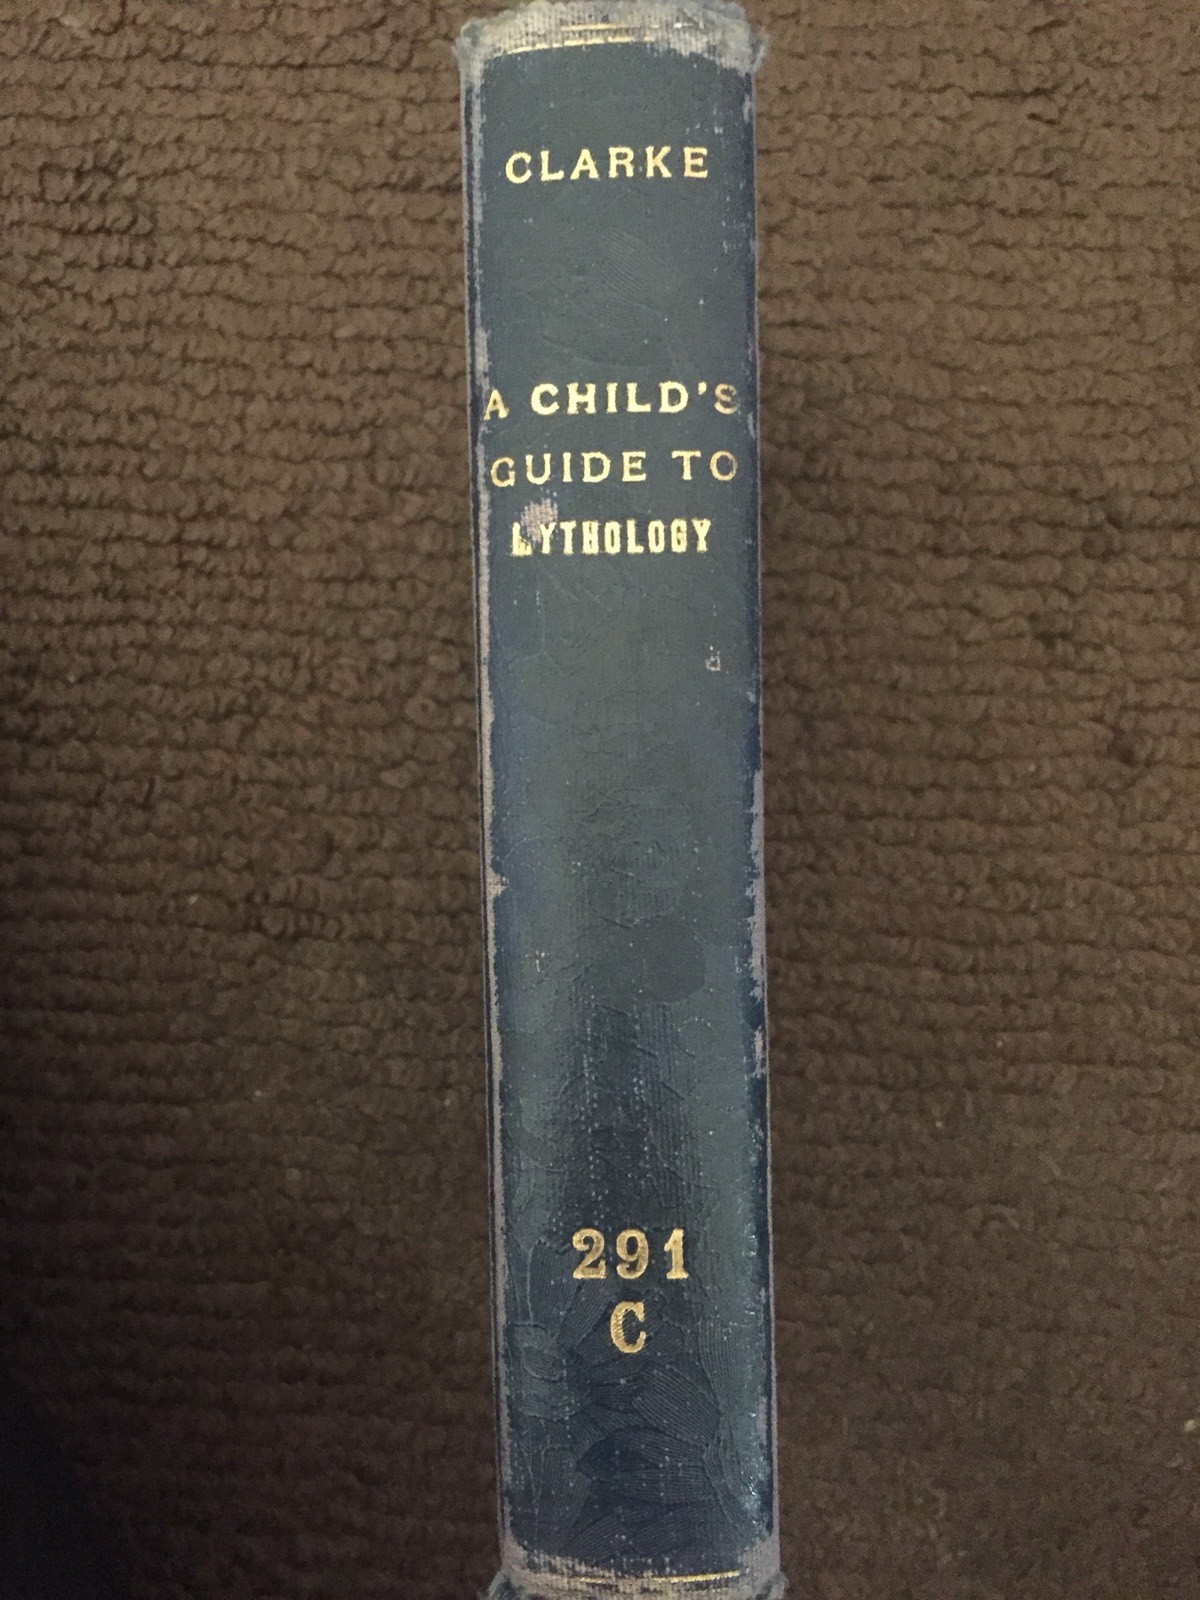 CLARKE
A CHILD'S
GUIDE TO
MYTHOLOGY
291
C